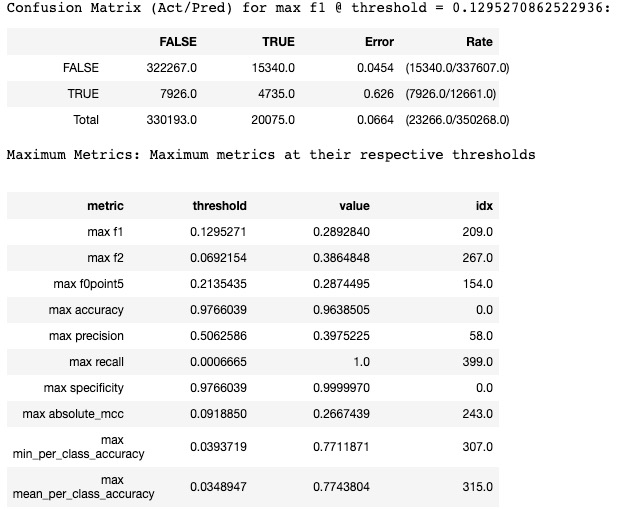 Confusion Matrix (Act/Pred) for max f1 @ threshold = 0.1295270862522936:
FALSE TRUE Error Rate
FALSE 322267.0 15340.0 0.0454 (15340.0/337607.0)
TRUE 7926.0 4735.0 0.626 (7926.0/12661.0)
Total 330193.0 20075.0 0.0664 (23266.0/350268.0)
Maximum Metrics: Maximum metrics at their respective thresholds
metric threshold value idx
max f1 0.1295271 0.2892840 209.0
max f2 0.0692154 0.3864848 267.0
max f0point5 0.2135435 0.2874495 154.0
max accuracy 0.9766039 0.9638505 0.0
max precision 0.5062586 0.3975225 58.0
max recall 0.0006665 1.0 399.0
max specificity 0.9766039 0.9999970 0.0
max absolute_mcc 0.0918850 0.2667439 243.0
max
min_per_class_accuracy 0.0393719 0.7711871 307.0
max
mean_per_class_accuracy 0.0348947 0.7743804 315.0